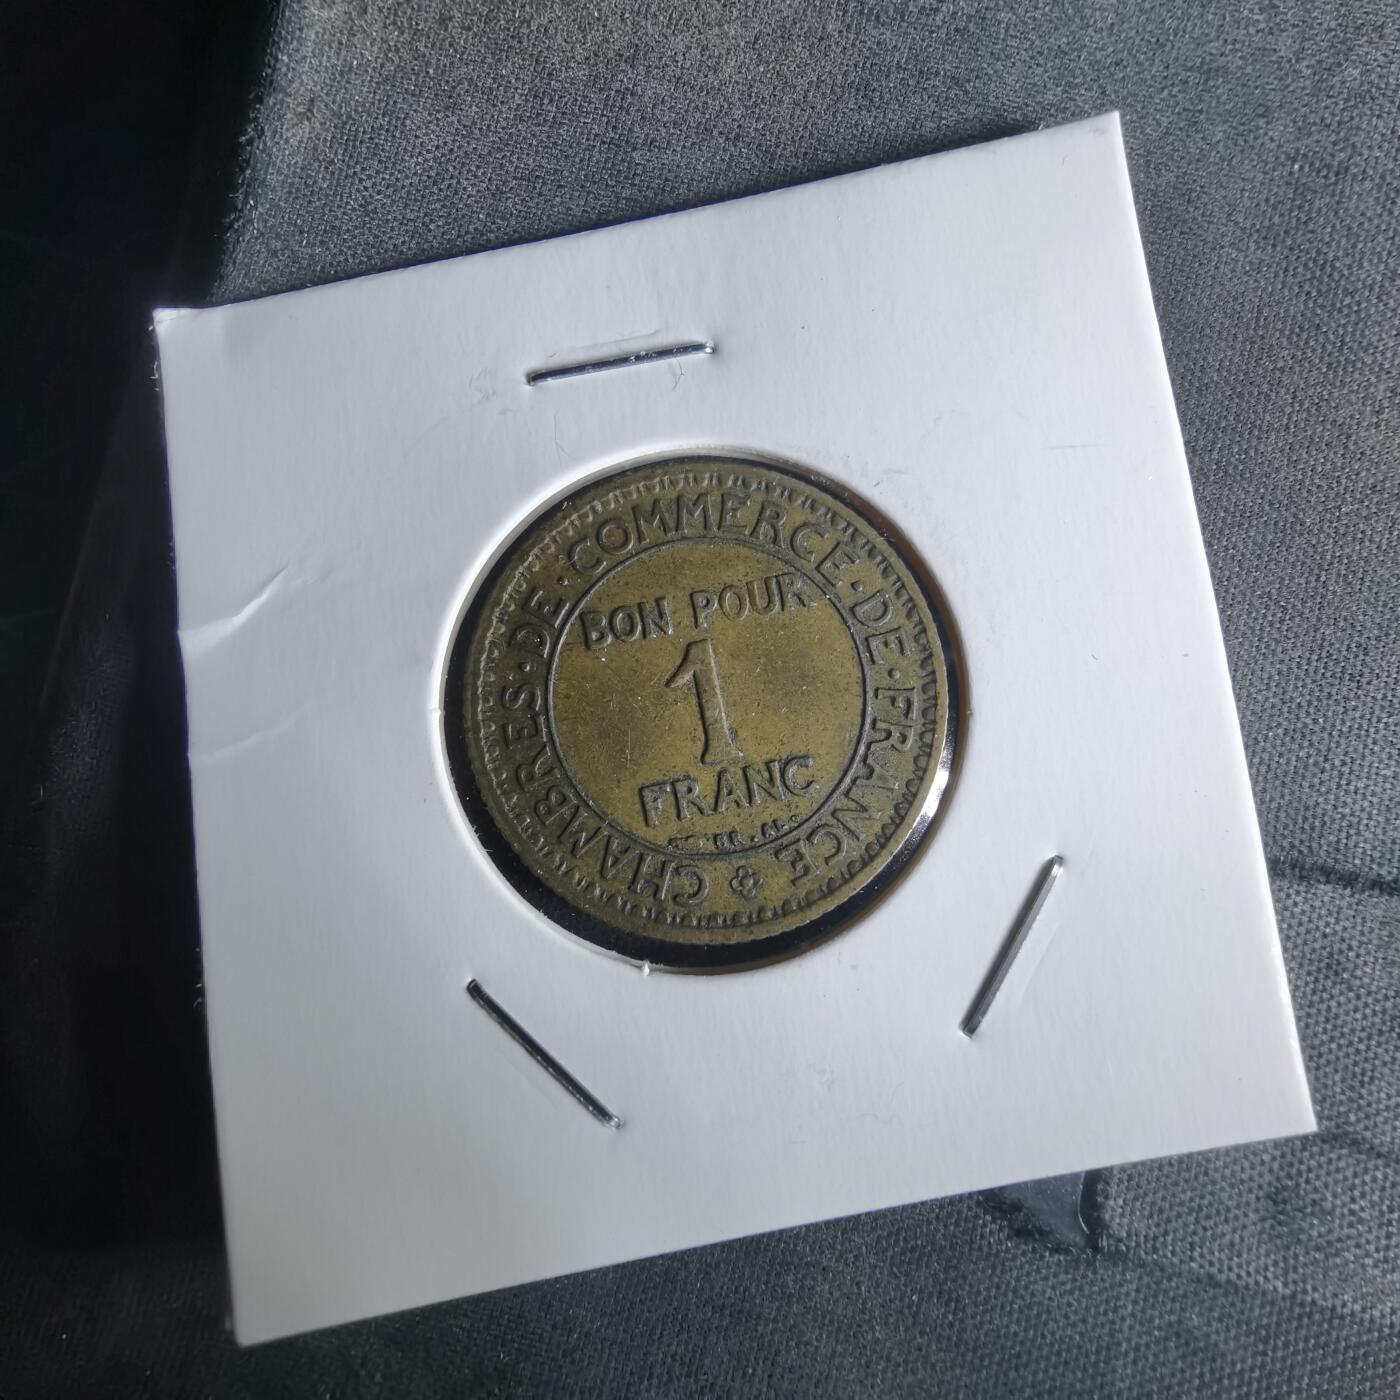 CHAMBRES·DE·COMMERCE·DE·FRANCE
BON POUR
1
FRANC